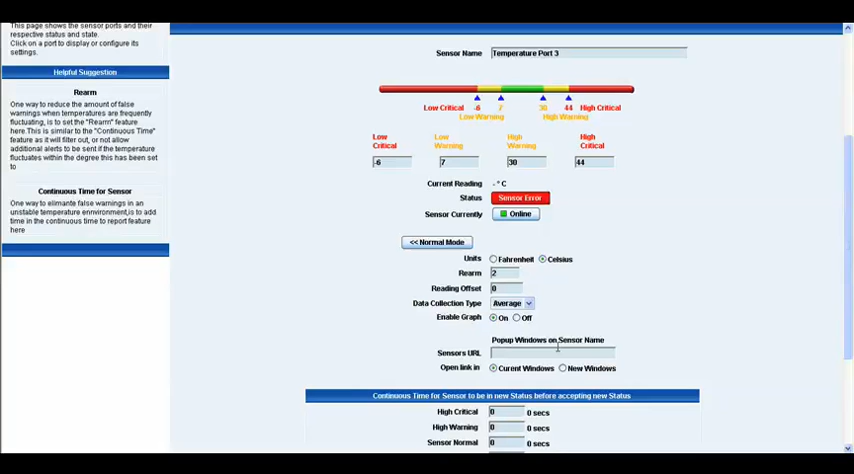 This page shows the sensor ports and their
respective status and state.
Click on a port to display or configure its
settings.
Helpful Suggestion
Rearm
One way to reduce the amount of false
warnings when temperatures are frequently
fluctuating, is to set the "Rearm" feature
here.This is similar to the "Continuous Time"
feature as it will filter out, or not allow
additional alerts to be sent if the temperature
fluctuates within the degree this has been set
to
Continuous Time for Sensor
One way to elimante false warnings in an
unstable temperature ennvironment,is to add
time in the continuous time to report feature
here
Sensor Name Temperature Port 3
Low Critical -6 7 30 44 High Critical
Low Warning High Warning
Low Critical
Low Warning
High Warning
High Critical
-6 7 30 44
Current Reading - ° C
Status Sensor Error
Sensor Currently Online
<< Normal Mode
Units Fahrenheit Celsius
Rearm 2
Reading Offset 0
Data Collection Type Average
Enable Graph On Off
Popup Windows on Sensor Name
Sensors URL
Open link in Curent Windows New Windows
Continuous Time for Sensor to be in new Status before accepting new Status
High Critical 0 0 secs
High Warning 0 0 secs
Sensor Normal 0 0 secs